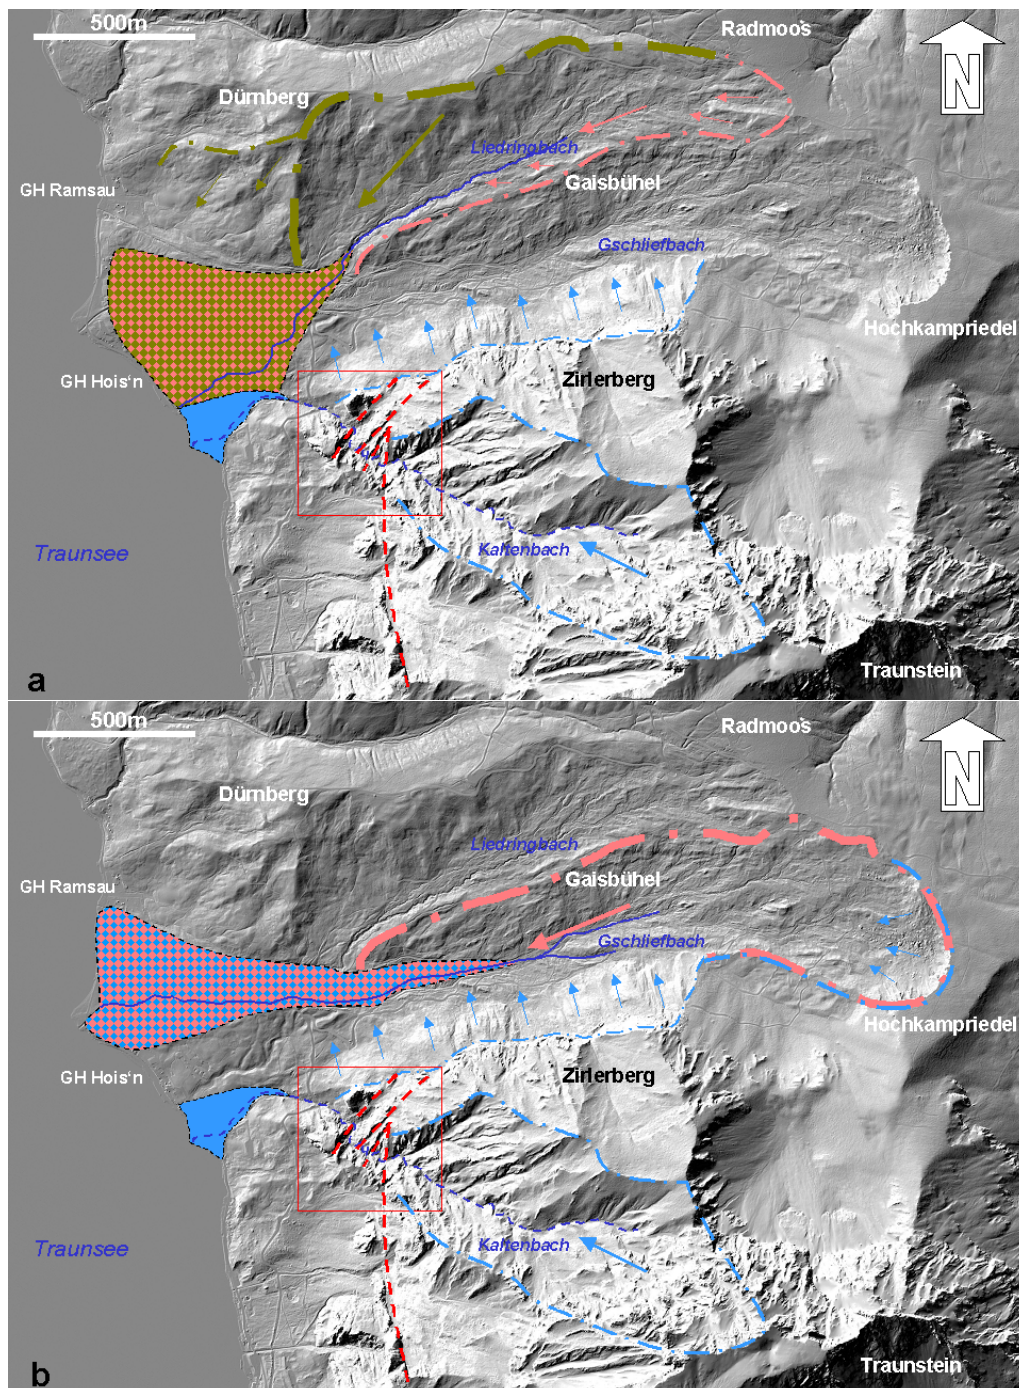 500m
Radmoos
N
Dürnberg
Liedringbach
GH Ramsau
Gaisbühel
Gschliefbach
Hochkampriedel
GH Hois‘n
Zirlerberg
Traunsee
Kaltenbach
Traunstein
a
500m
Radmoos
N
Dürnberg
Liedringbach
GH Ramsau
Gaisbühel
Gschliefbach
Hochkampriedel
GH Hois‘n
Zirlerberg
Traunsee
Kaltenbach
Traunstein
b